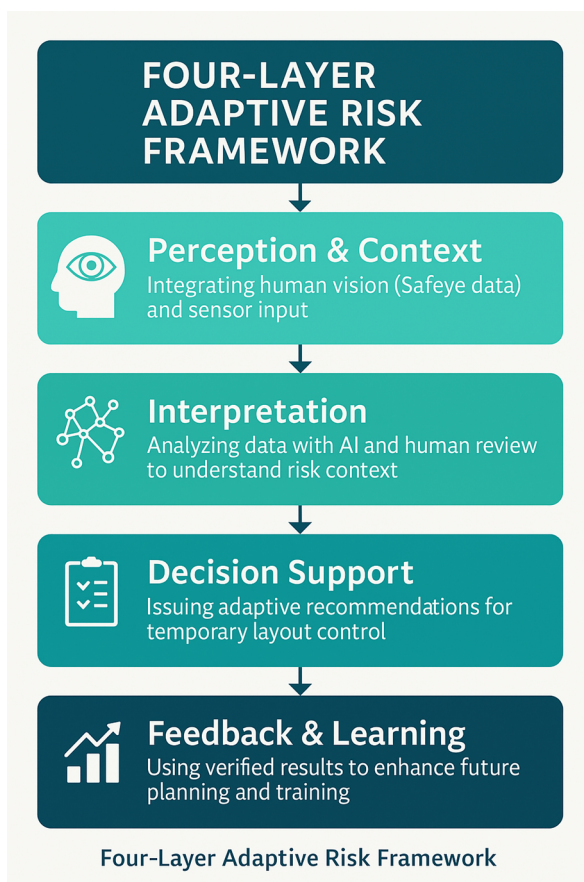 FOUR-LAYER
ADAPTIVE RISK
FRAMEWORK
Perception & Context
Integrating human vision (Safeye data)
and sensor input
Interpretation
Analyzing data with AI and human review
to understand risk context
Decision Support
Issuing adaptive recommendations for
temporary layout control
Feedback & Learning
Using verified results to enhance future
planning and training
Four-Layer Adaptive Risk Framework